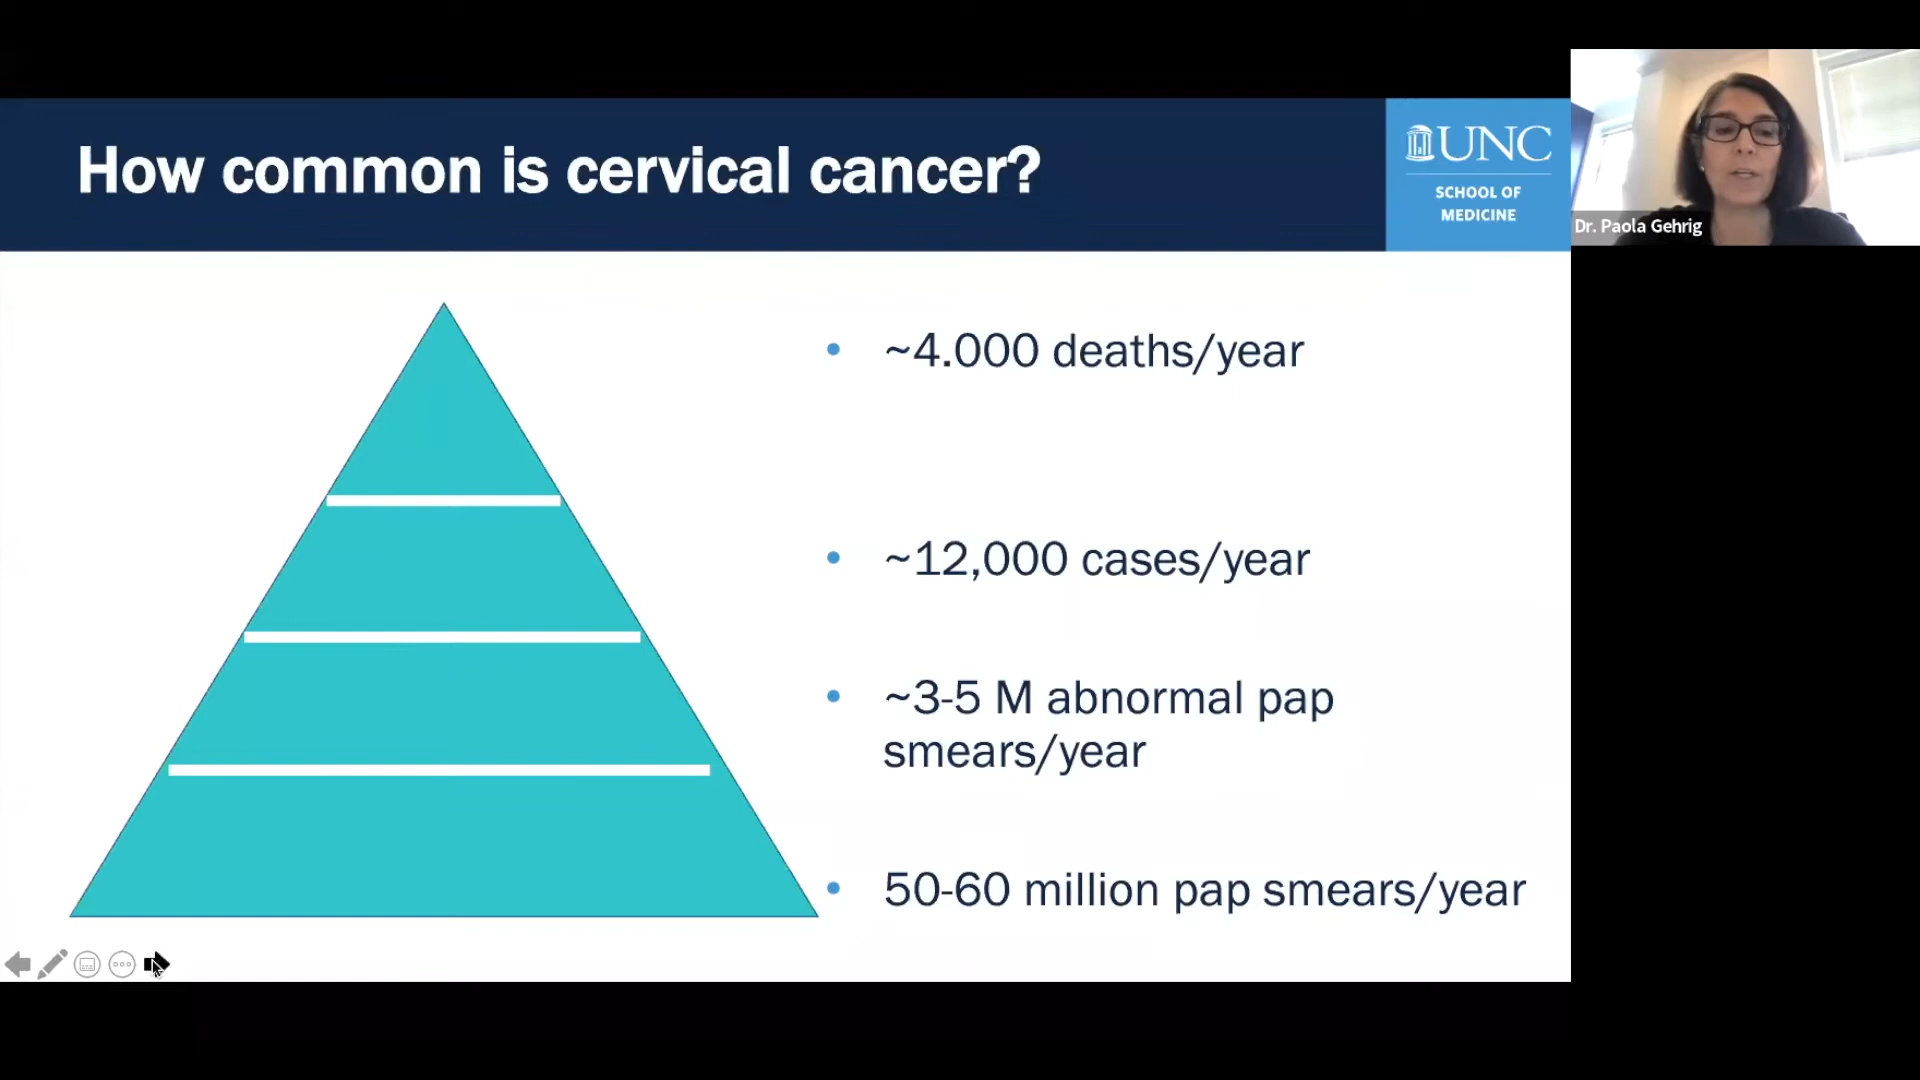 How common is cervical cancer?
UNC
SCHOOL OF
MEDICINE
Dr. Paola Gehrig
• ~4.000 deaths/year
• ~12,000 cases/year
• ~3-5 M abnormal pap
smears/year
• 50-60 million pap smears/year